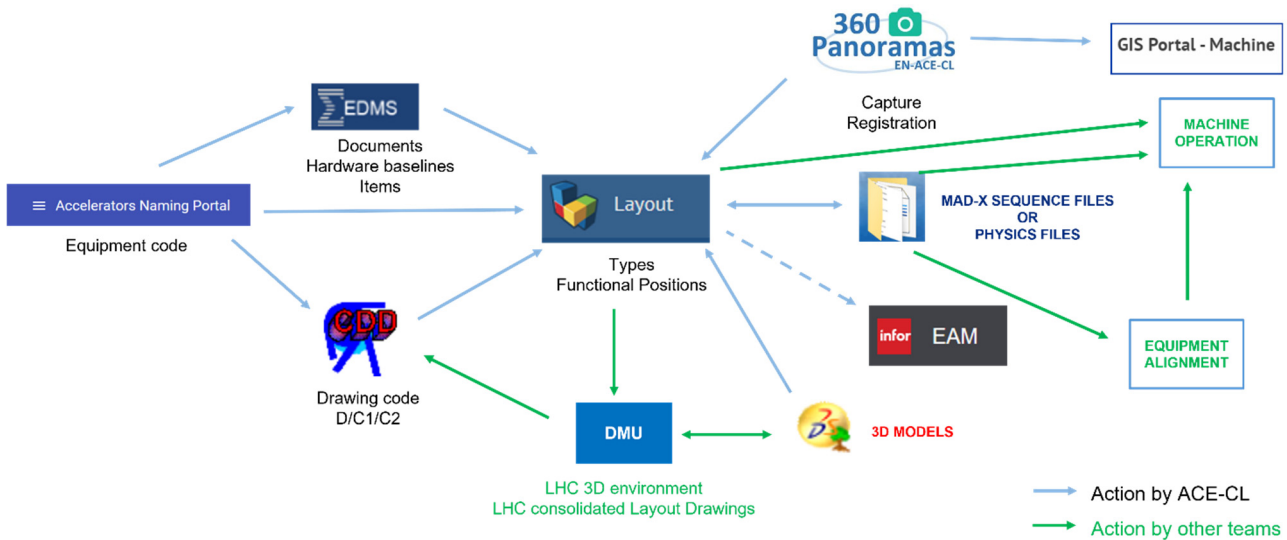 360
Panoramas
EN-ACE-CL
GIS Portal - Machine
Capture
Registration
MACHINE
OPERATION
EDMS
Documents
Hardware baselines
Items
Accelerators Naming Portal
Equipment code
Layout
Types
Functional Positions
MAD-X SEQUENCE FILES
OR
PHYSICS FILES
CDD
Drawing code
D/C1/C2
infor EAM
EQUIPMENT
ALIGNMENT
DMU
3D MODELS
LHC 3D environment
LHC consolidated Layout Drawings
Action by ACE-CL
Action by other teams